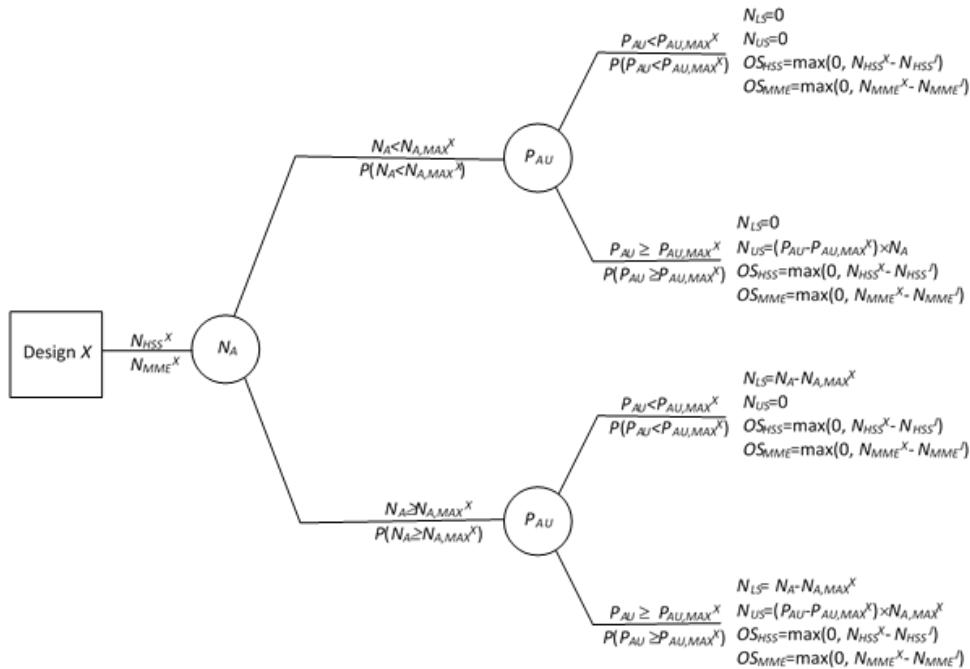 P_AU<P_AU,MAX^X
P(P_AU<P_AU,MAX^X)
N_LS=0
N_US=0
OS_HSS=max(0, N_HSS^X- N_HSS^J)
OS_MME=max(0, N_MME^X- N_MME^J)
N_A<N_A,MAX^X
P(N_A<N_A,MAX^X)
P_AU
P_AU ≥ P_AU,MAX^X
P(P_AU ≥P_AU,MAX^X)
N_LS=0
N_US=(P_AU-P_AU,MAX^X)×N_A
OS_HSS=max(0, N_HSS^X- N_HSS^J)
OS_MME=max(0, N_MME^X- N_MME^J)
Design X
N_HSS^X
N_MME^X
N_A
P_AU<P_AU,MAX^X
P(P_AU<P_AU,MAX^X)
N_LS=N_A-N_A,MAX^X
N_US=0
OS_HSS=max(0, N_HSS^X- N_HSS^J)
OS_MME=max(0, N_MME^X- N_MME^J)
N_A≥N_A,MAX^X
P(N_A≥N_A,MAX^X)
P_AU
P_AU ≥ P_AU,MAX^X
P(P_AU ≥P_AU,MAX^X)
N_LS= N_A-N_A,MAX^X
N_US=(P_AU-P_AU,MAX^X)×N_A,MAX^X
OS_HSS=max(0, N_HSS^X- N_HSS^J)
OS_MME=max(0, N_MME^X- N_MME^J)